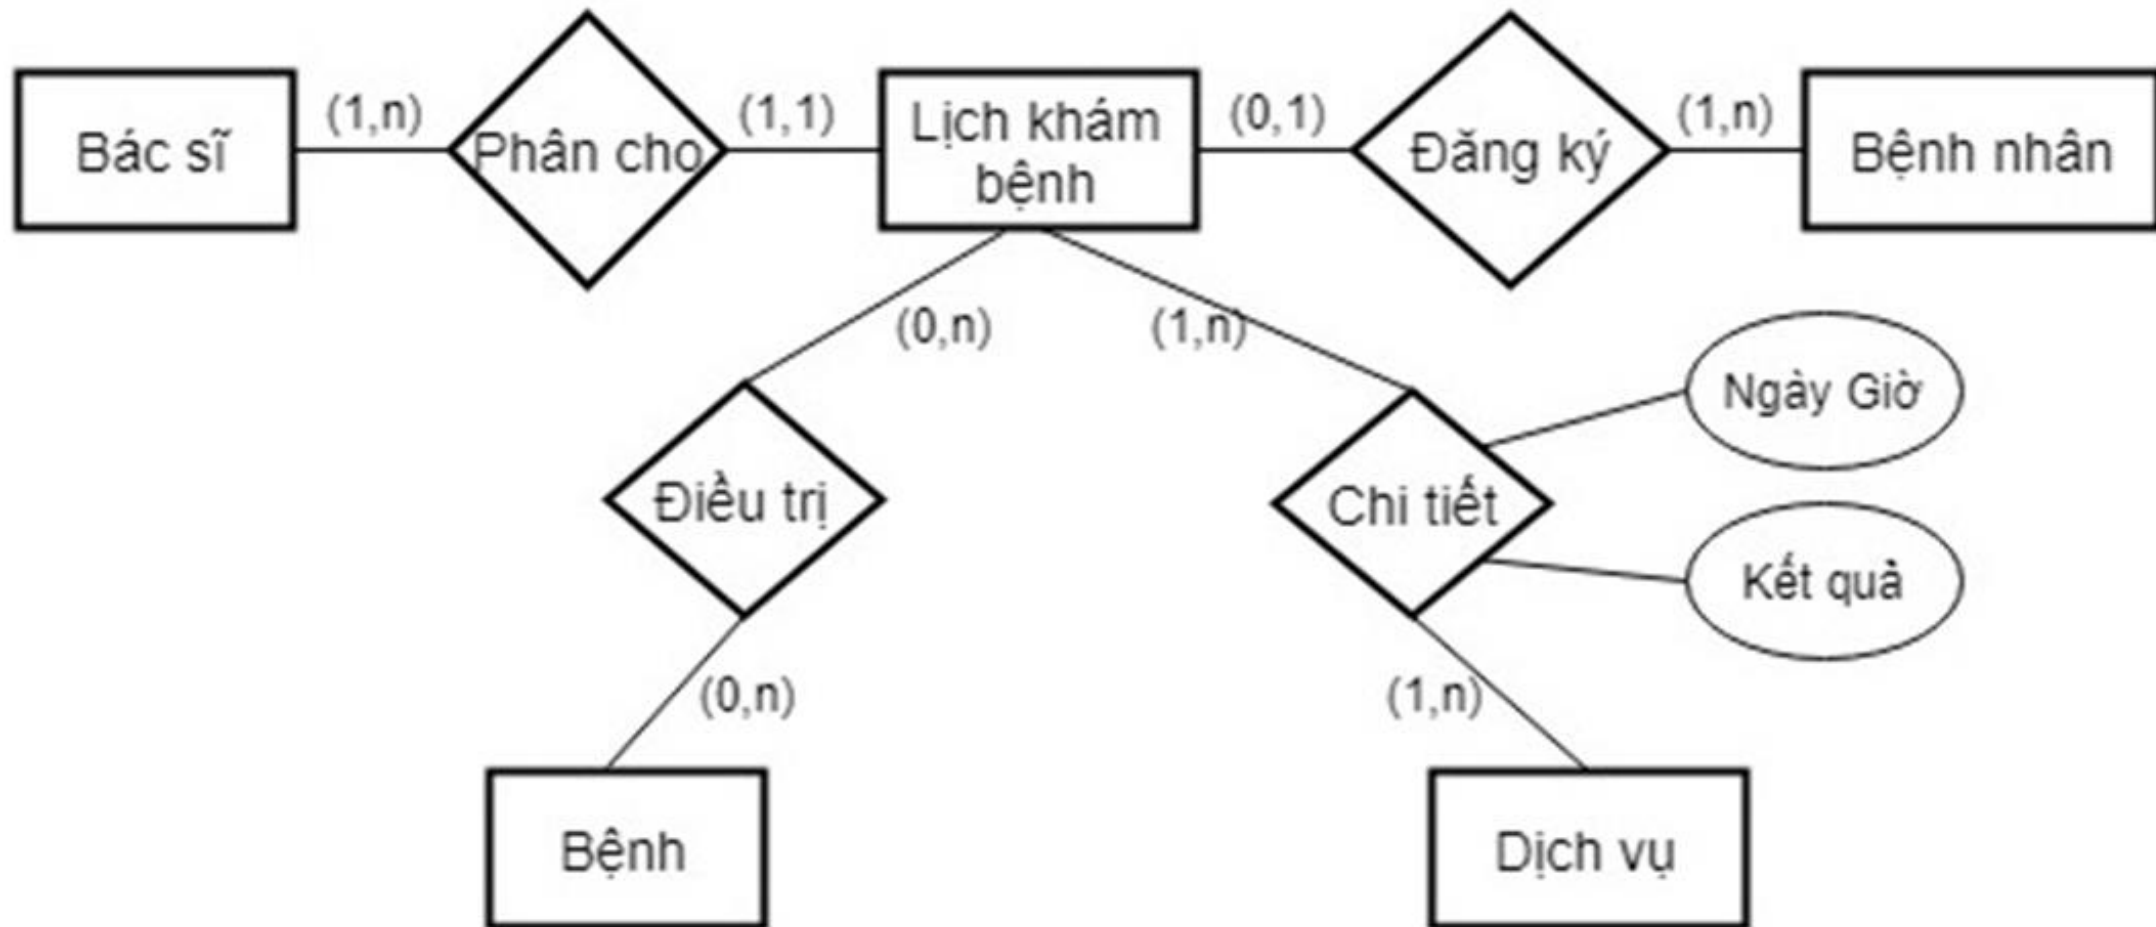 Bác sĩ
(1,n)
Phân cho
(1,1)
Lịch khám
bệnh
(0,1)
Đăng ký
(1,n)
Bệnh nhân
(0,n)
(1,n)
Ngày Giờ
Điều trị
Chi tiết
Kết quả
(0,n)
(1,n)
Bệnh
Dịch vụ